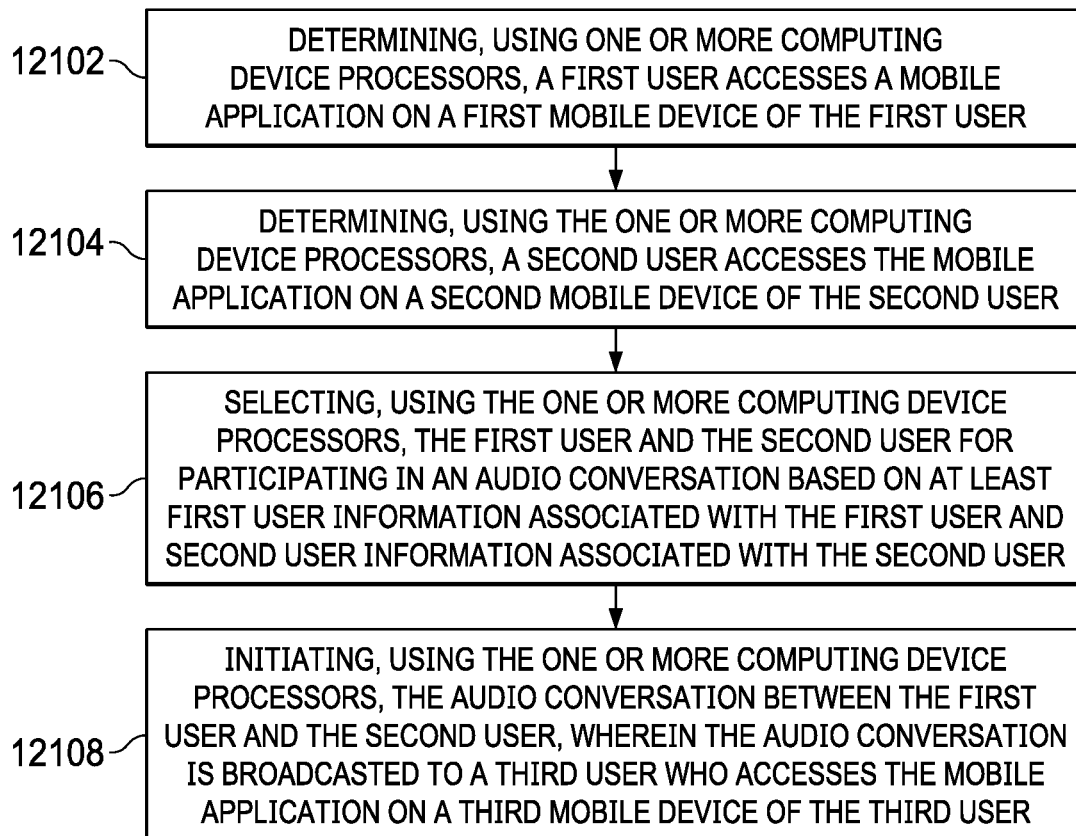 12102
DETERMINING, USING ONE OR MORE COMPUTING
DEVICE PROCESSORS, A FIRST USER ACCESSES A MOBILE
APPLICATION ON A FIRST MOBILE DEVICE OF THE FIRST USER
12104
DETERMINING, USING THE ONE OR MORE COMPUTING
DEVICE PROCESSORS, A SECOND USER ACCESSES THE MOBILE
APPLICATION ON A SECOND MOBILE DEVICE OF THE SECOND USER
12106
SELECTING, USING THE ONE OR MORE COMPUTING DEVICE
PROCESSORS, THE FIRST USER AND THE SECOND USER FOR
PARTICIPATING IN AN AUDIO CONVERSATION BASED ON AT LEAST
FIRST USER INFORMATION ASSOCIATED WITH THE FIRST USER AND
SECOND USER INFORMATION ASSOCIATED WITH THE SECOND USER
12108
INITIATING, USING THE ONE OR MORE COMPUTING DEVICE
PROCESSORS, THE AUDIO CONVERSATION BETWEEN THE FIRST
USER AND THE SECOND USER, WHEREIN THE AUDIO CONVERSATION
IS BROADCASTED TO A THIRD USER WHO ACCESSES THE MOBILE
APPLICATION ON A THIRD MOBILE DEVICE OF THE THIRD USER